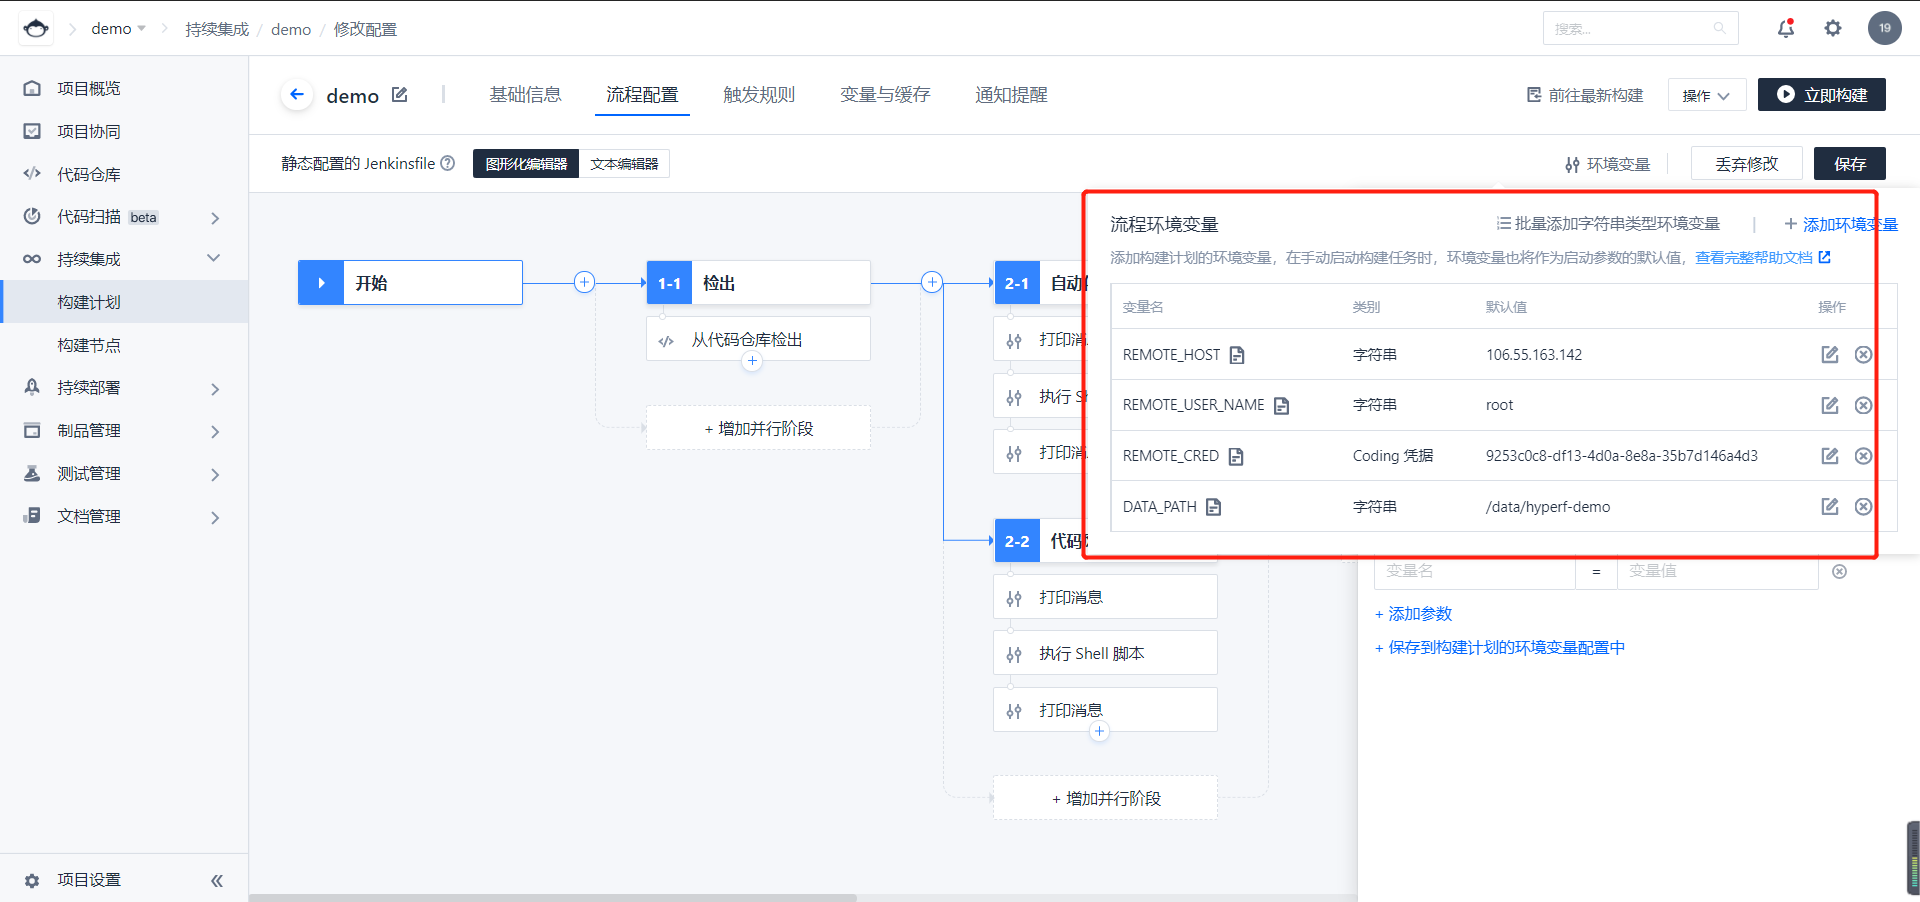 demo
持续集成 / demo / 修改配置
搜索...
19
项目概览
项目协同
代码仓库
代码扫描 beta
持续集成
构建计划
构建节点
持续部署
制品管理
测试管理
文档管理
项目设置
demo
基础信息
流程配置
触发规则
变量与缓存
通知提醒
前往最新构建
操作
立即构建
静态配置的 Jenkinsfile
图形化编辑器
文本编辑器
环境变量
丢弃修改
保存
开始
1-1 检出
从代码仓库检出
+ 增加并行阶段
2-1 自动
打印消
执行 S
打印消
2-2 代码
打印消息
执行 Shell 脚本
打印消息
+ 增加并行阶段
流程环境变量
批量添加字符串类型环境变量
+ 添加环境变量
添加构建计划的环境变量，在手动启动构建任务时，环境变量也将作为启动参数的默认值，查看完整帮助文档
变量名 类别 默认值 操作
REMOTE_HOST 字符串 106.55.163.142
REMOTE_USER_NAME 字符串 root
REMOTE_CRED Coding 凭据 9253c0c8-df13-4d0a-8e8a-35b7d146a4d3
DATA_PATH 字符串 /data/hyperf-demo
变量名 = 变量值
+ 添加参数
+ 保存到构建计划的环境变量配置中